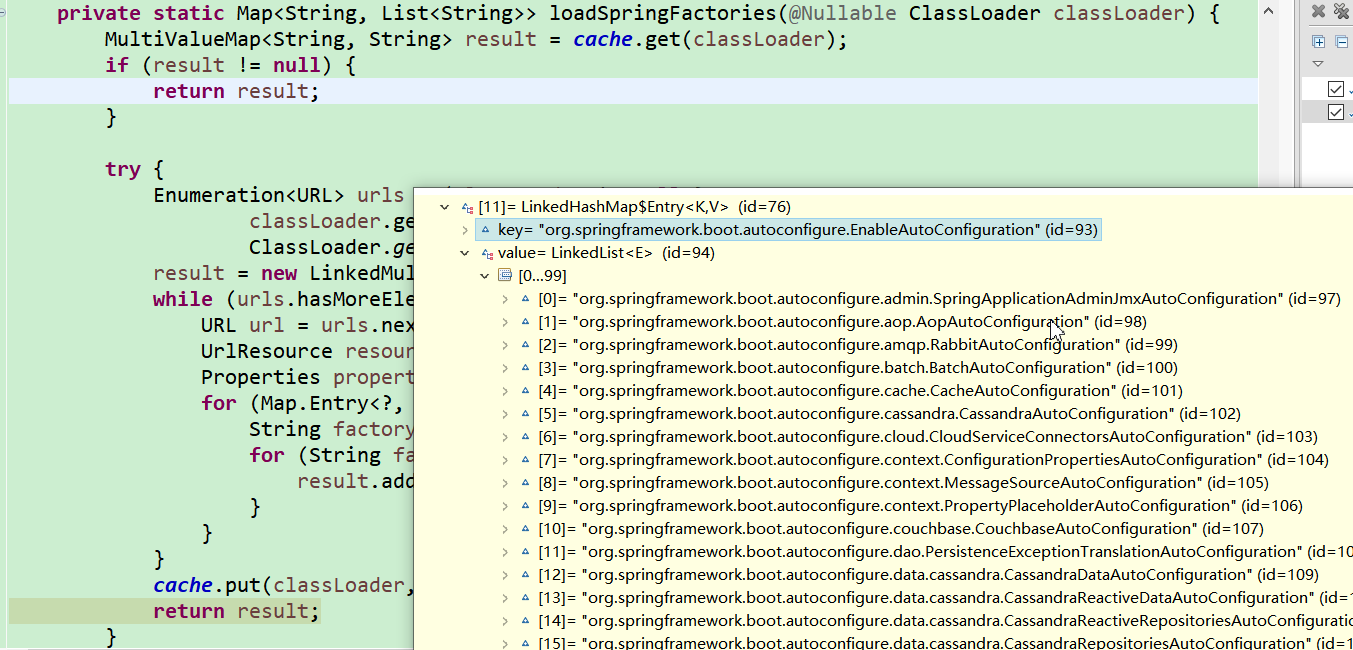 private static Map<String, List<String>> loadSpringFactories(@Nullable ClassLoader classLoader) {
MultiValueMap<String, String> result = cache.get(classLoader);
if (result != null) {
return result;
}
try {
Enumeration<URL> urls
classLoader.ge
ClassLoader.ge
result = new LinkedMul
while (urls.hasMoreEle
URL url = urls.nex
UrlResource resour
Properties propert
for (Map.Entry<?,
String factory
for (String fa
result.add
}
}
}
cache.put(classLoader,
return result;
}
[11]= LinkedHashMap$Entry<K,V> (id=76)
key= "org.springframework.boot.autoconfigure.EnableAutoConfiguration" (id=93)
value= LinkedList<E> (id=94)
[0...99]
[0]= "org.springframework.boot.autoconfigure.admin.SpringApplicationAdminJmxAutoConfiguration" (id=97)
[1]= "org.springframework.boot.autoconfigure.aop.AopAutoConfiguration" (id=98)
[2]= "org.springframework.boot.autoconfigure.amqp.RabbitAutoConfiguration" (id=99)
[3]= "org.springframework.boot.autoconfigure.batch.BatchAutoConfiguration" (id=100)
[4]= "org.springframework.boot.autoconfigure.cache.CacheAutoConfiguration" (id=101)
[5]= "org.springframework.boot.autoconfigure.cassandra.CassandraAutoConfiguration" (id=102)
[6]= "org.springframework.boot.autoconfigure.cloud.CloudServiceConnectorsAutoConfiguration" (id=103)
[7]= "org.springframework.boot.autoconfigure.context.ConfigurationPropertiesAutoConfiguration" (id=104)
[8]= "org.springframework.boot.autoconfigure.context.MessageSourceAutoConfiguration" (id=105)
[9]= "org.springframework.boot.autoconfigure.context.PropertyPlaceholderAutoConfiguration" (id=106)
[10]= "org.springframework.boot.autoconfigure.couchbase.CouchbaseAutoConfiguration" (id=107)
[11]= "org.springframework.boot.autoconfigure.dao.PersistenceExceptionTranslationAutoConfiguration" (id=10
[12]= "org.springframework.boot.autoconfigure.data.cassandra.CassandraDataAutoConfiguration" (id=109)
[13]= "org.springframework.boot.autoconfigure.data.cassandra.CassandraReactiveDataAutoConfiguration" (id=1
[14]= "org.springframework.boot.autoconfigure.data.cassandra.CassandraReactiveRepositoriesAutoConfiguratio
[15]= "org.springframework.boot.autoconfigure.data.cassandra.CassandraRepositoriesAutoConfiguration" (id=1